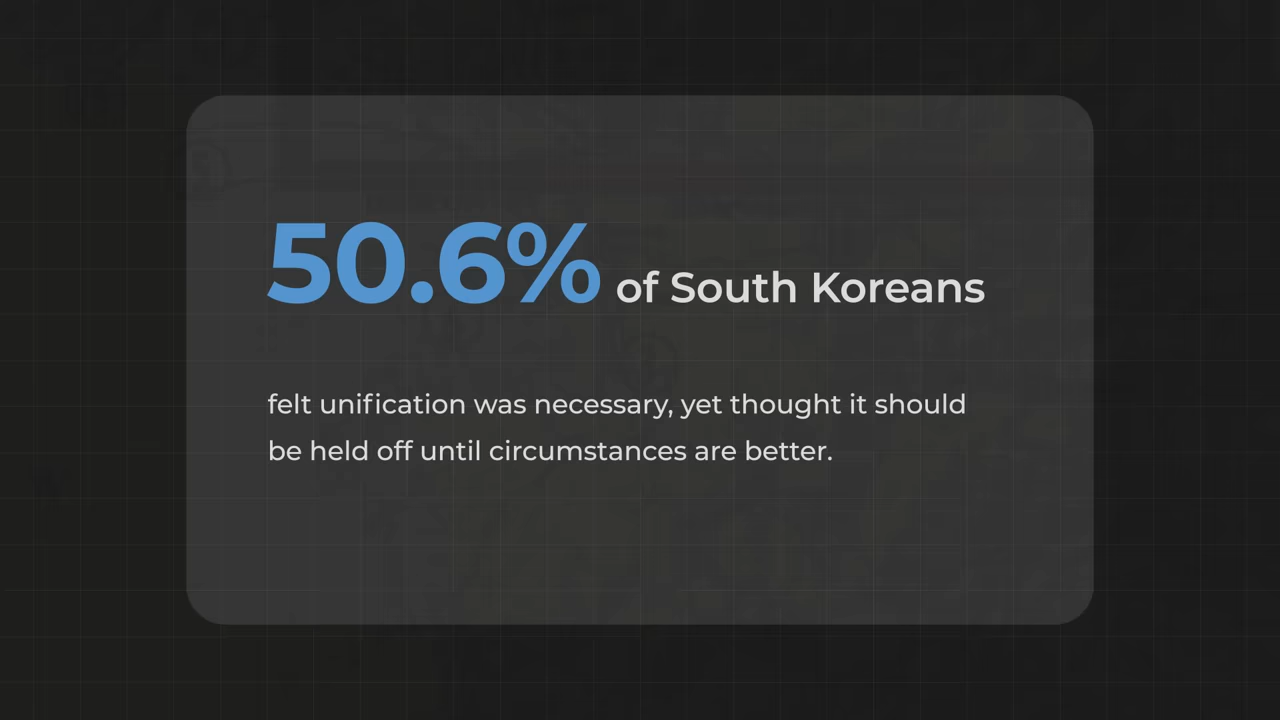 50.6% of South Koreans
felt unification was necessary, yet thought it should
be held off until circumstances are better.